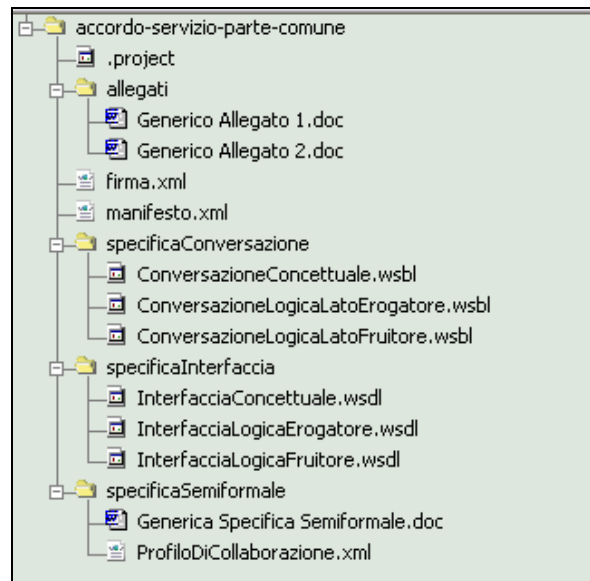 accordo-servizio-parte-comune
.project
allegati
Generico Allegato 1.doc
Generico Allegato 2.doc
firma.xml
manifesto.xml
specificaConversazione
ConversazioneConcettuale.wsbl
ConversazioneLogicaLatoErogatore.wsbl
ConversazioneLogicaLatoFruitore.wsbl
specificaInterfaccia
InterfacciaConcettuale.wsdl
InterfacciaLogicaErogatore.wsdl
InterfacciaLogicaFruitore.wsdl
specificaSemiformale
Generica Specifica Semiformale.doc
ProfiloDiCollaborazione.xml